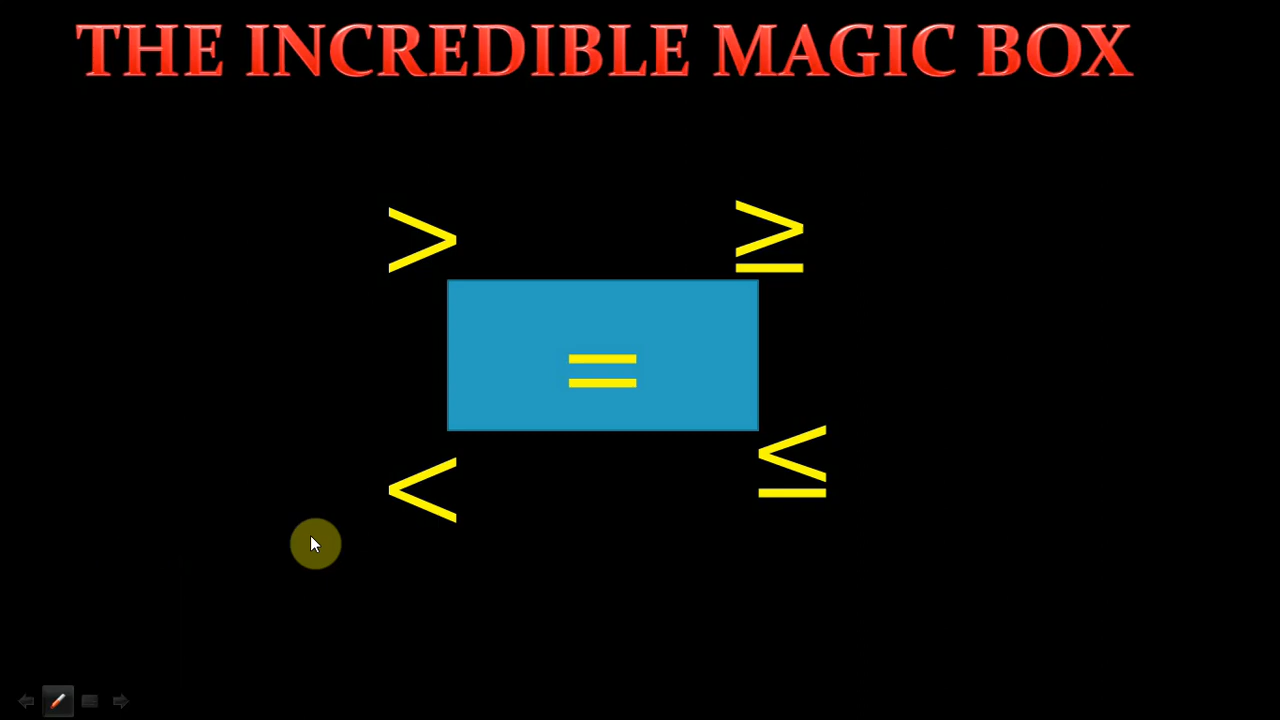 THE INCREDIBLE MAGIC BOX
> ≥
=
< ≤